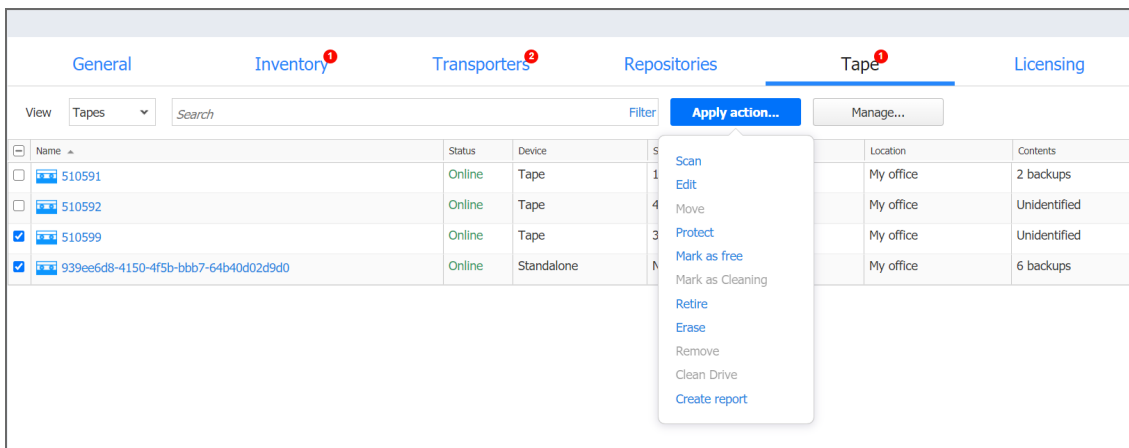 General Inventory 1 Transporters 2 Repositories Tape 1 Licensing
View Tapes Search Filter Apply action... Manage...
Name Status Device S Location Contents
510591 Online Tape 1 My office 2 backups
510592 Online Tape 4 My office Unidentified
510599 Online Tape 3 My office Unidentified
939ee6d8-4150-4f5b-bbb7-64b40d02d9d0 Online Standalone N My office 6 backups
Scan
Edit
Move
Protect
Mark as free
Mark as Cleaning
Retire
Erase
Remove
Clean Drive
Create report